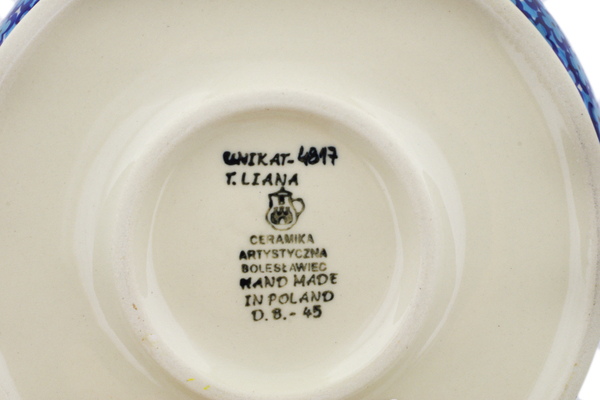 UNIKAT-4817
T.LIANA
CERAMIKA
ARTYSTYCZNA
BOLESŁAWIEC
HAND MADE
IN POLAND
D.B.-45